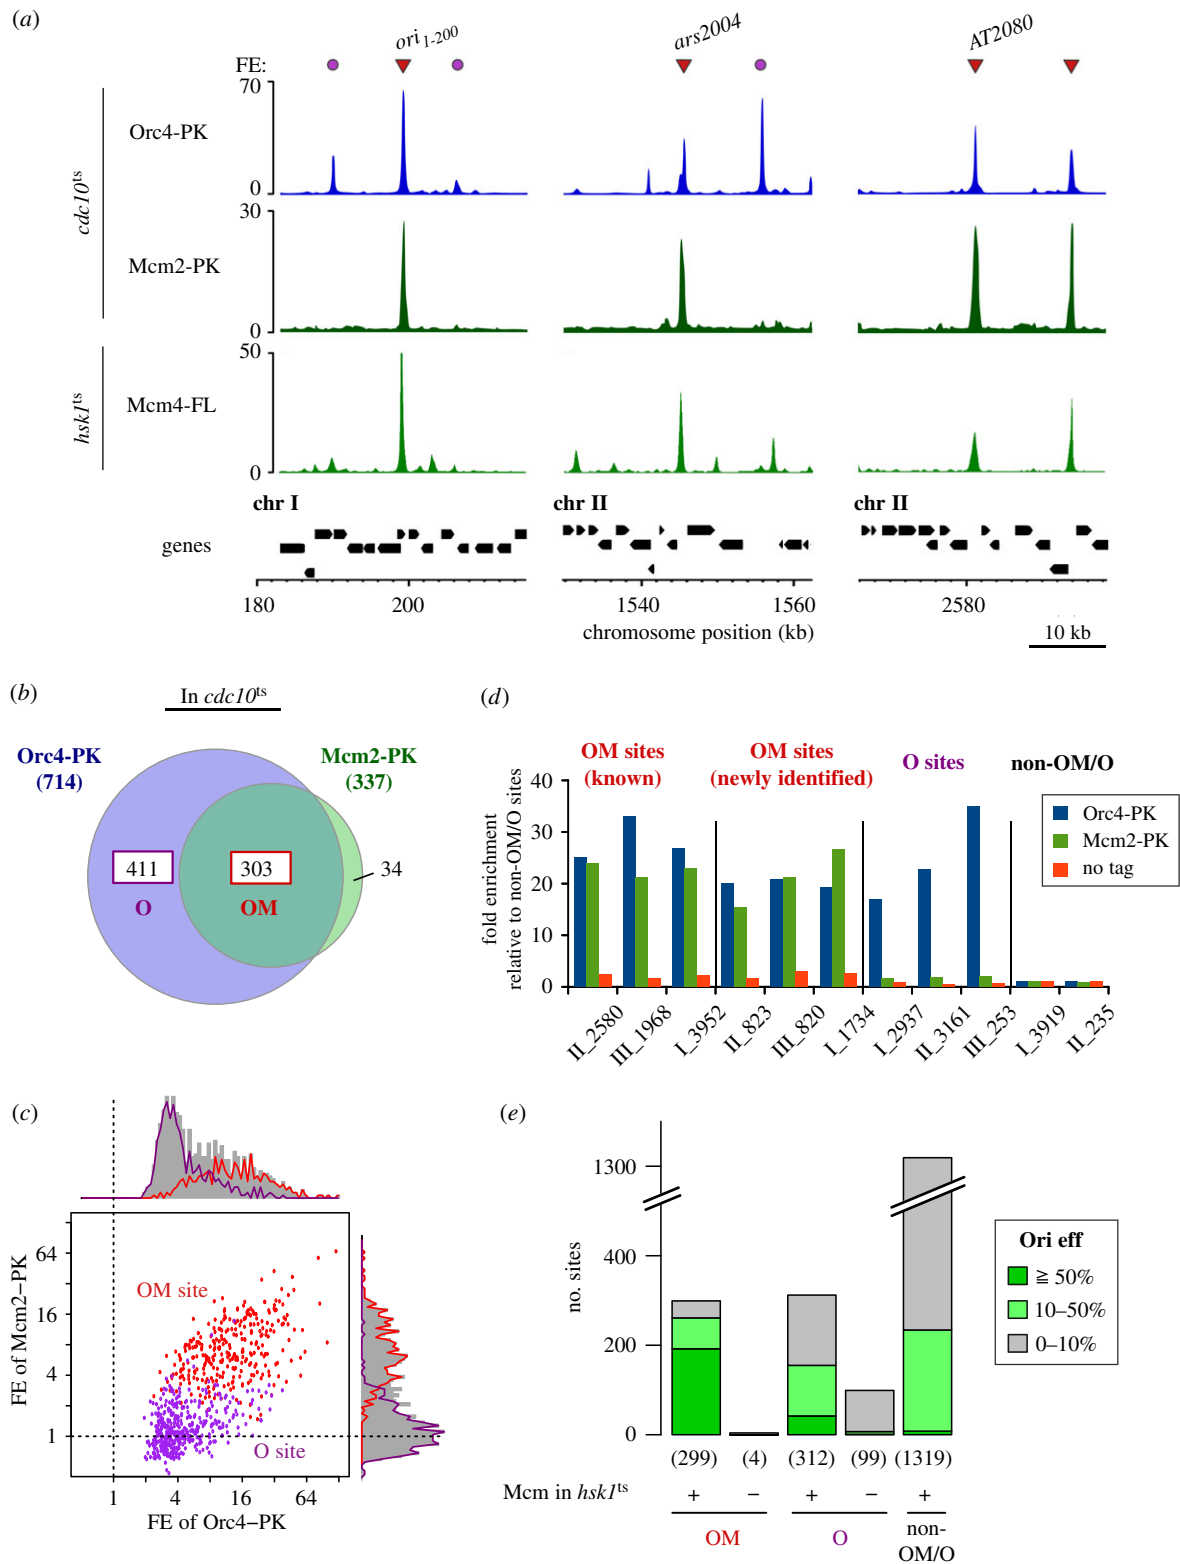 (a)
ori1-200
ars2004
AT2080
FE:
70
0
Orc4-PK
cdc10ts
30
0
Mcm2-PK
50
0
Mcm4-FL
hsk1ts
chr I
chr II
chr II
genes
180
200
1540
1560
2580
chromosome position (kb)
10 kb
(b)
In cdc10ts
Orc4-PK
(714)
Mcm2-PK
(337)
411
303
34
O
OM
(d)
OM sites
(known)
OM sites
(newly identified)
O sites
non-OM/O
fold enrichment
relative to non-OM/O sites
40
30
20
10
0
Orc4-PK
Mcm2-PK
no tag
II_2580
III_1968
I_3952
II_823
III_820
I_1734
I_2937
II_3161
III_253
I_3919
II_235
(c)
FE of Mcm2−PK
64
16
4
1
OM site
O site
1
4
16
64
FE of Orc4−PK
(e)
no. sites
1300
400
200
0
Ori eff
≧ 50%
10–50%
0–10%
(299)
(4)
(312)
(99)
(1319)
Mcm in hsk1ts
+
−
+
−
+
OM
O
non-
OM/O